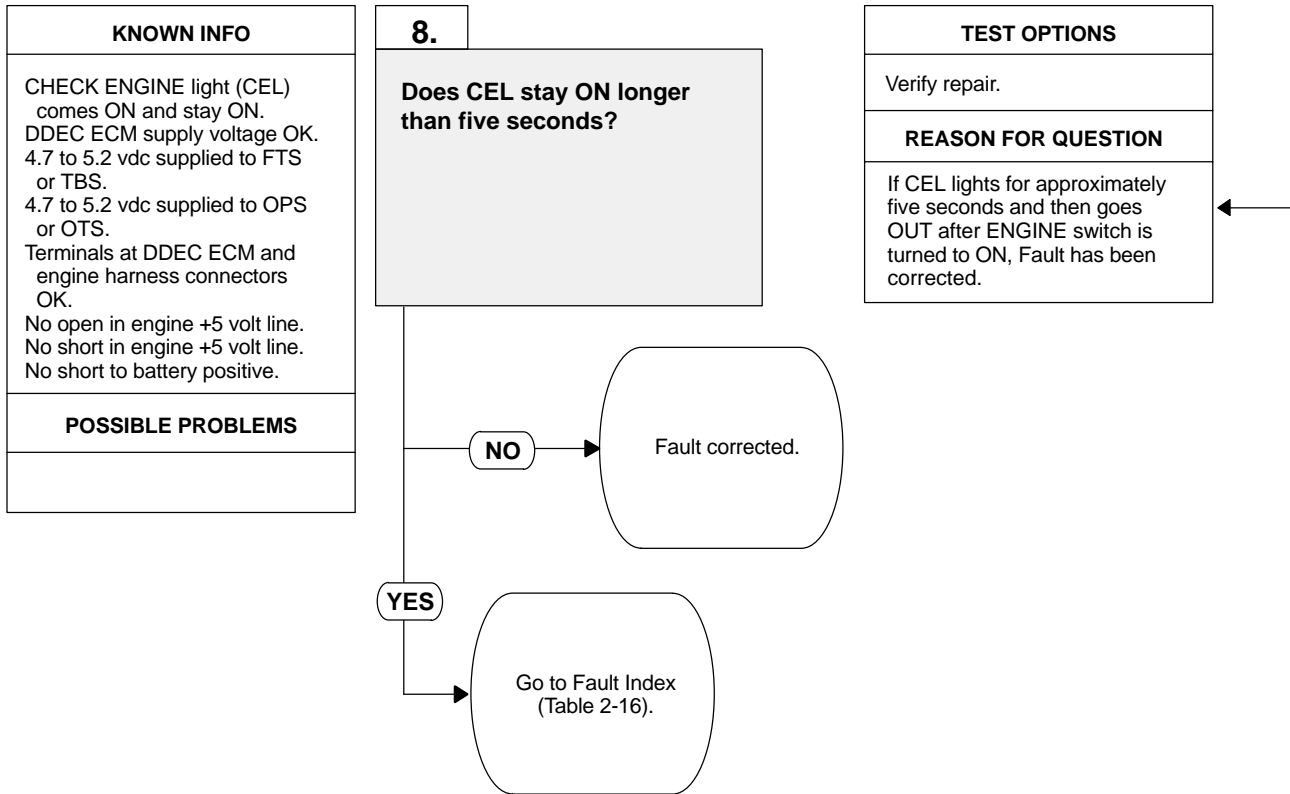 KNOWN INFO
CHECK ENGINE light (CEL)
comes ON and stay ON.
DDEC ECM supply voltage OK.
4.7 to 5.2 vdc supplied to FTS
or TBS.
4.7 to 5.2 vdc supplied to OPS
or OTS.
Terminals at DDEC ECM and
engine harness connectors
OK.
No open in engine +5 volt line.
No short in engine +5 volt line.
No short to battery positive.
POSSIBLE PROBLEMS
8.
Does CEL stay ON longer
than five seconds?
TEST OPTIONS
Verify repair.
REASON FOR QUESTION
If CEL lights for approximately
five seconds and then goes
OUT after ENGINE switch is
turned to ON, Fault has been
corrected.
NO
Fault corrected.
YES
Go to Fault Index
(Table 2-16).